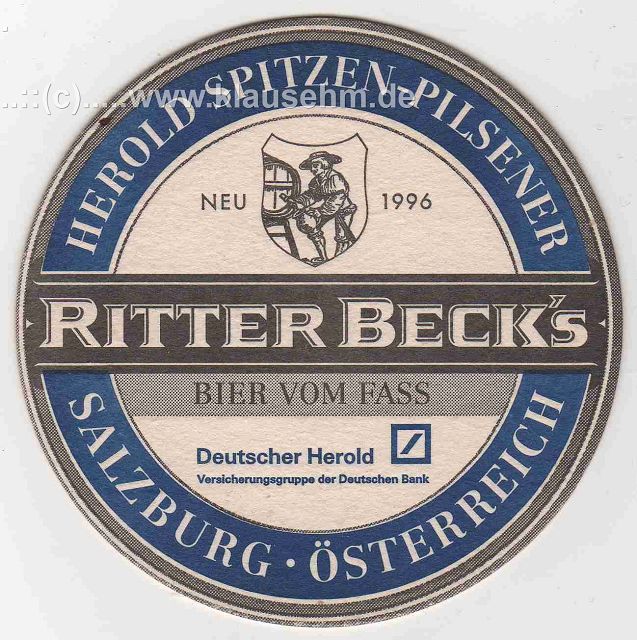 HEROLD-SPITZEN-PILSENER
..::(c)..:..www.klausehm.de
NEU 1996
RITTER BECK's
BIER VOM FASS
Deutscher Herold
Versicherungsgruppe der Deutschen Bank
SALZBURG · ÖSTERREICH